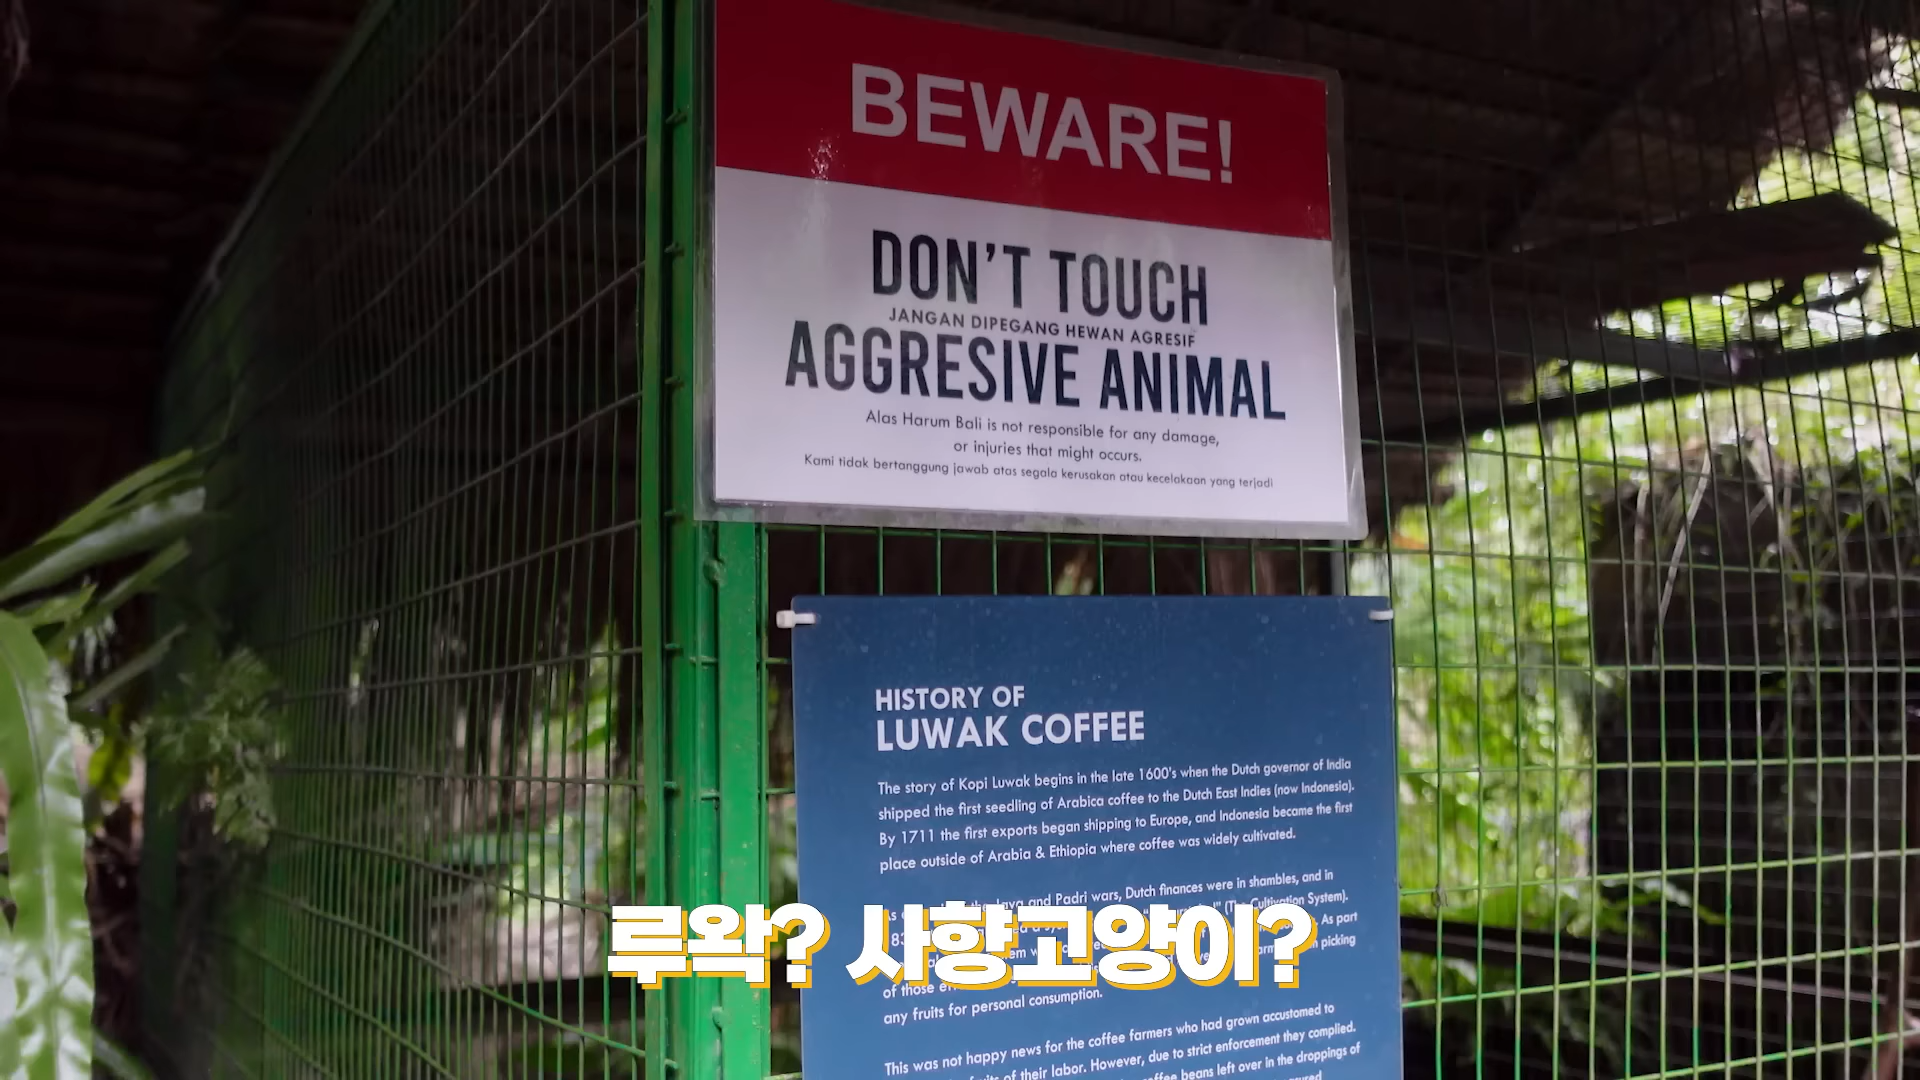 BEWARE!
DON'T TOUCH
JANGAN DIPEGANG HEWAN AGRESIF
AGGRESIVE ANIMAL
Alas Harum Bali is not responsible for any damage,
or injuries that might occurs.
Kami tidak bertanggung jawab atas segala kerusakan atau kecelakaan yang terjadi
HISTORY OF
LUWAK COFFEE
The story of Kopi Luwak begins in the late 1600's when the Dutch governor of India
shipped the first seedling of Arabica coffee to the Dutch East Indies (now Indonesia).
By 1711 the first exports began shipping to Europe, and Indonesia became the first
place outside of Arabia & Ethiopia where coffee was widely cultivated.
and Padri wars, Dutch finances were in shambles, and in
(The Cultivation System).
As part
picking
of those
any fruits for personal consumption.
루왁? 사향고양이?
This was not happy news for the coffee farmers who had grown accustomed to
of their labor. However, due to strict enforcement they complied.
beans left over in the droppings of